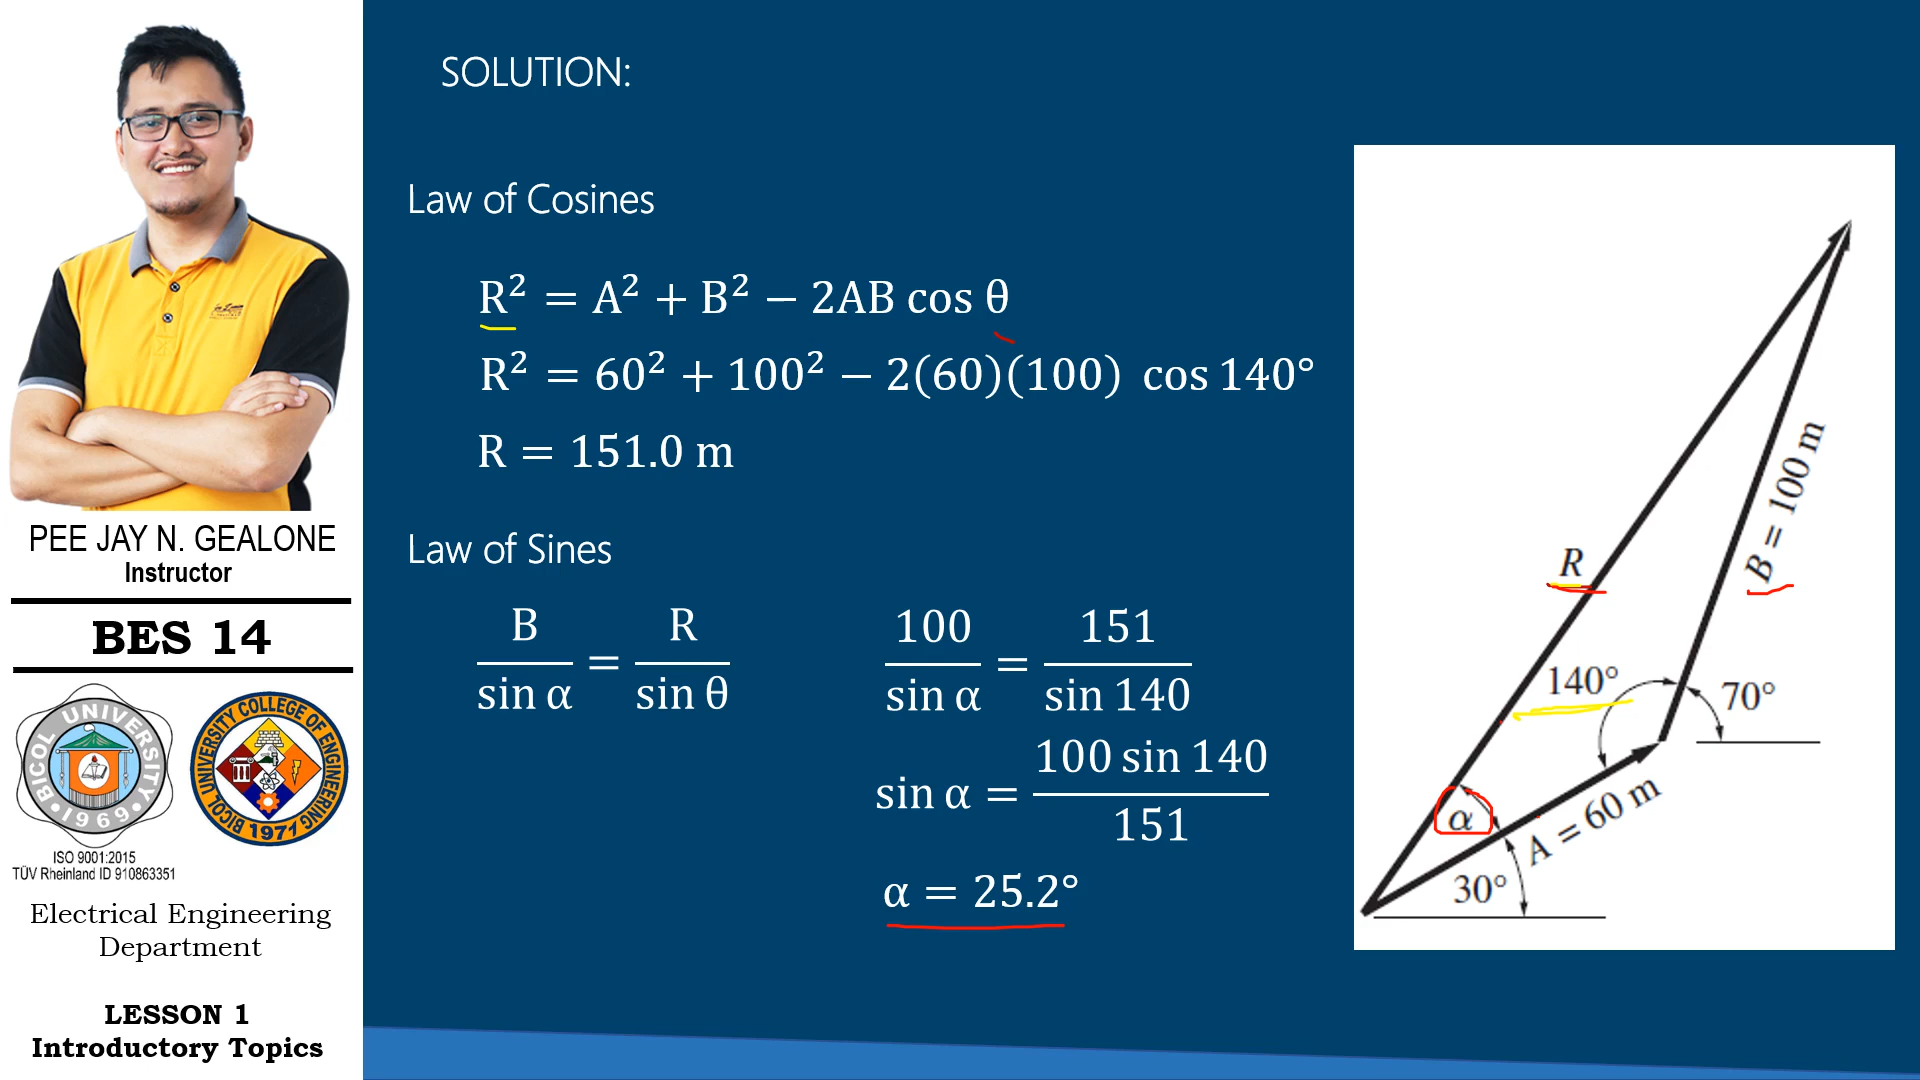 PEE JAY N. GEALONE
Instructor
BES 14
BICOL UNIVERSITY
• 1969 •
BICOL UNIVERSITY COLLEGE OF ENGINEERING
1971
ISO 9001:2015
TÜV Rheinland ID 910863351
Electrical Engineering
Department
LESSON 1
Introductory Topics
SOLUTION:
Law of Cosines
R² = A² + B² − 2AB cos θ
R² = 60² + 100² − 2(60)(100) cos 140°
R = 151.0 m
Law of Sines
B/sin α = R/sin θ
100/sin α = 151/sin 140
sin α = 100 sin 140/151
α = 25.2°
R
B = 100 m
140°
70°
α
A = 60 m
30°